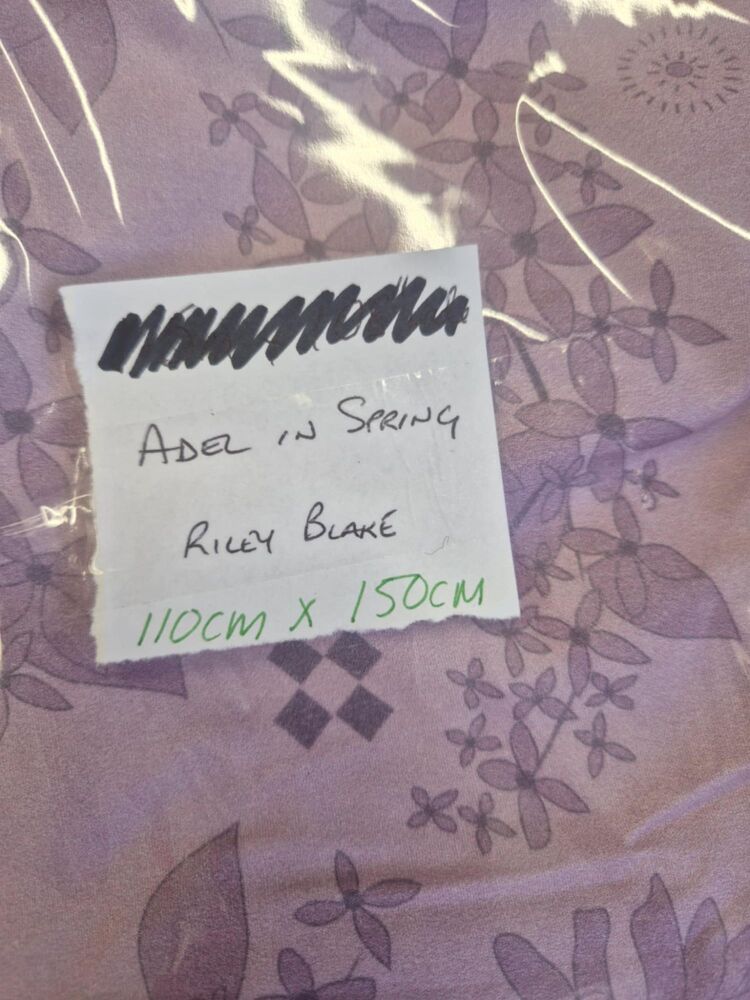 ADEL IN SPRING
RILEY BLAKE
110CM X 150CM